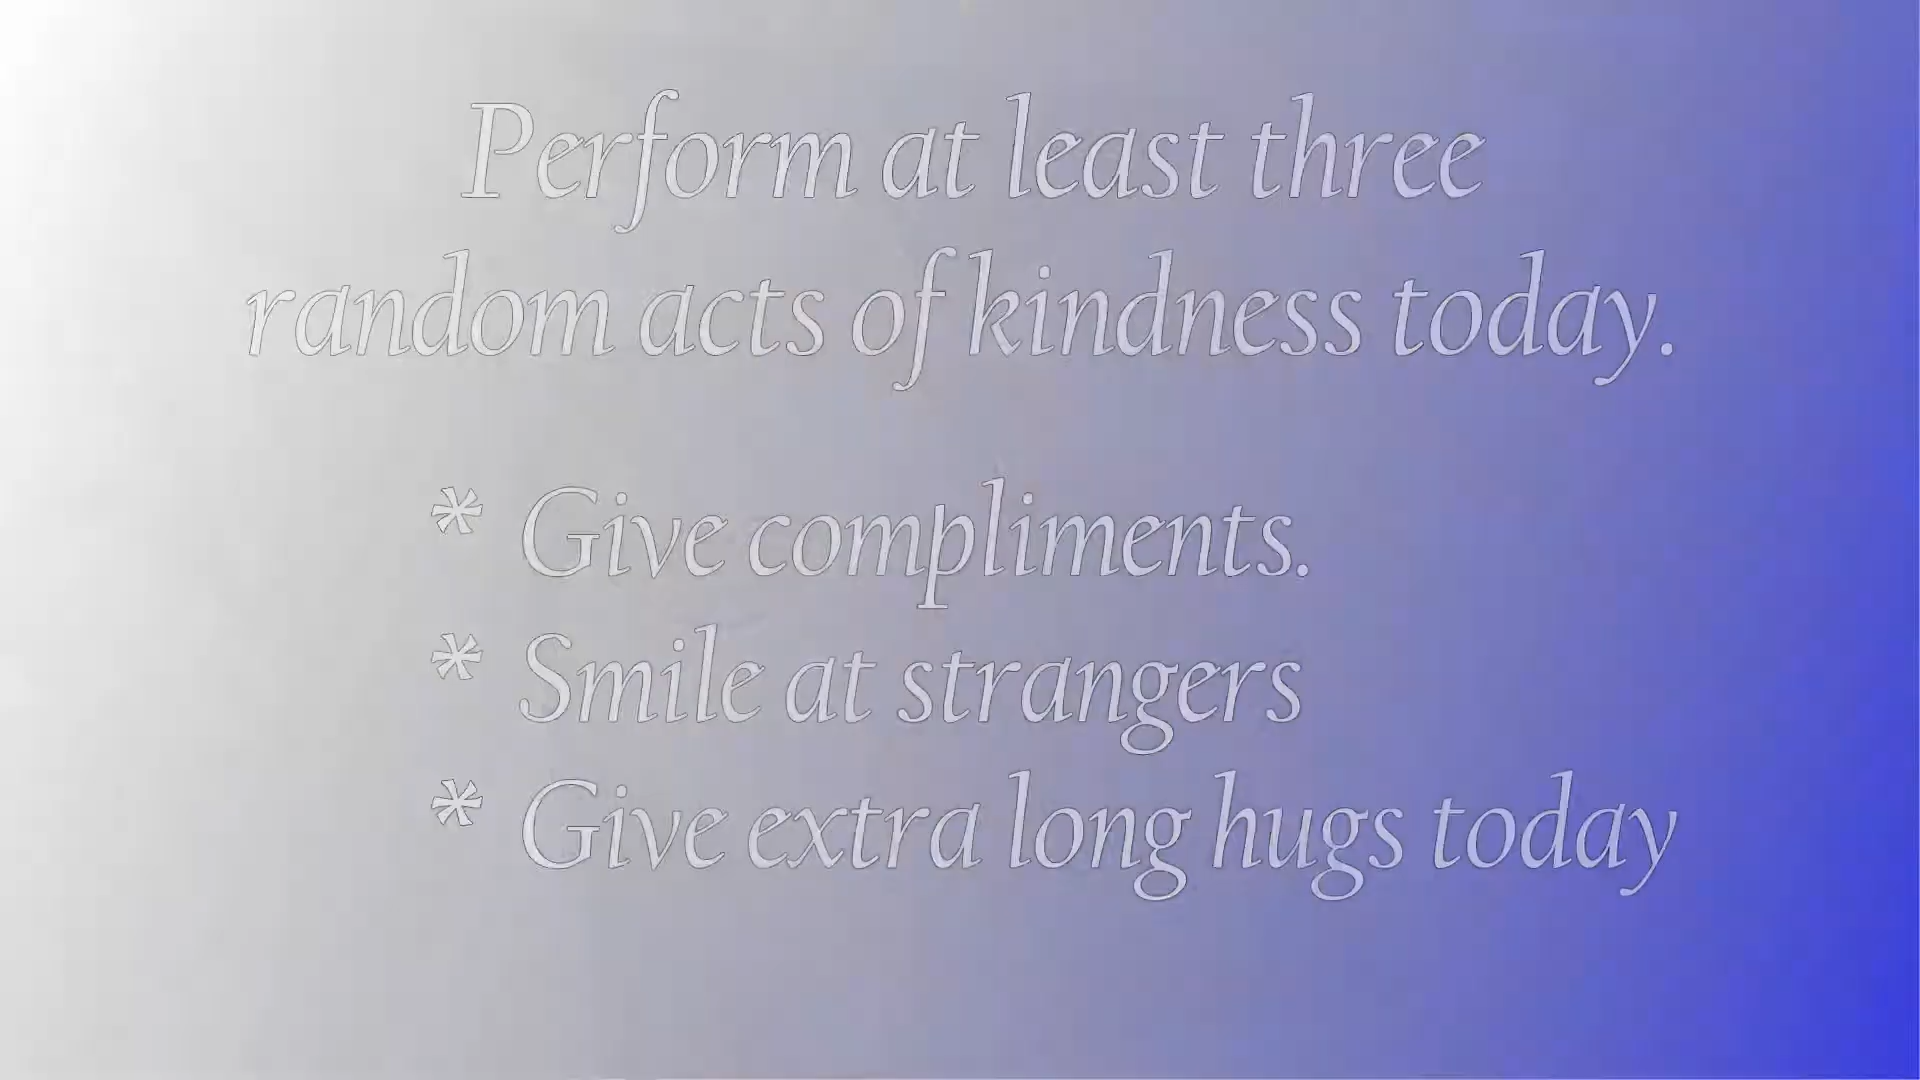 Perform at least three
random acts of kindness today.
* Give compliments.
* Smile at strangers
* Give extra long hugs today